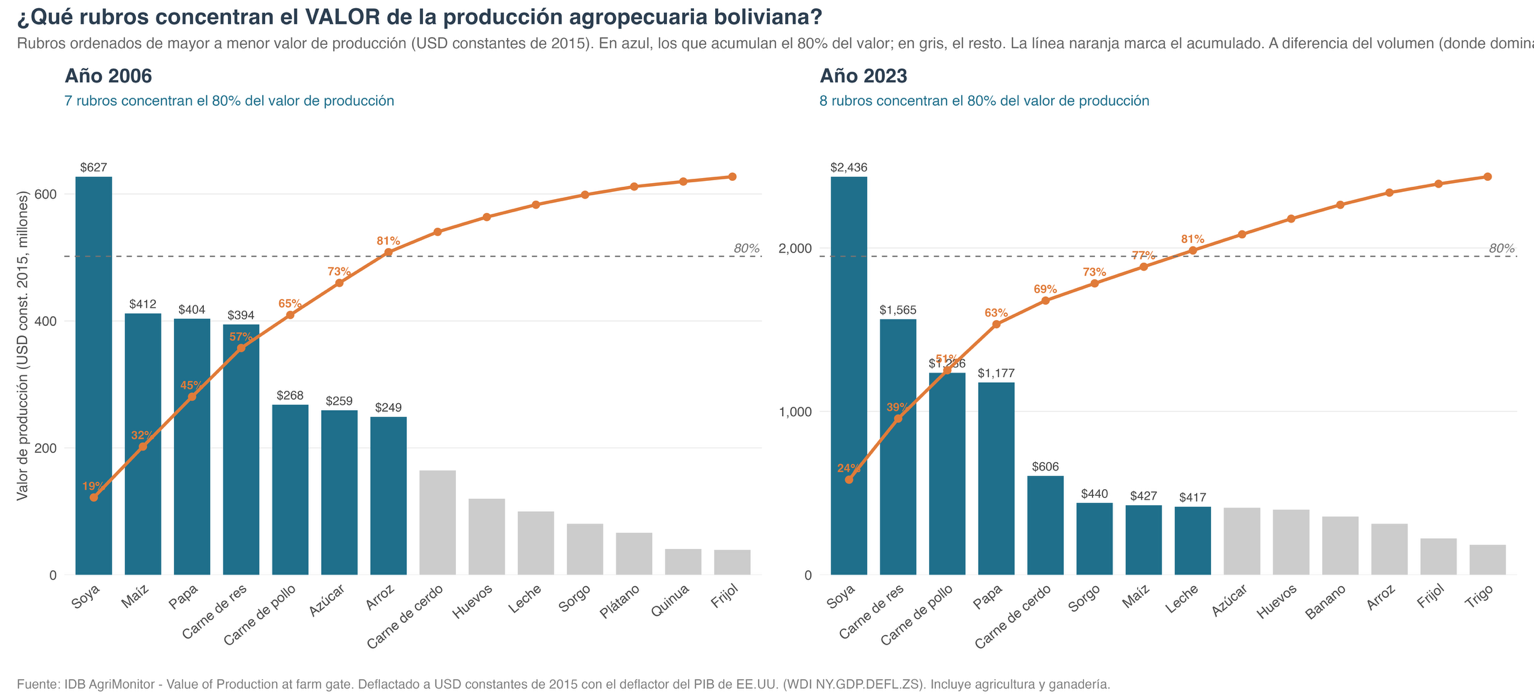 ¿Qué rubros concentran el VALOR de la producción agropecuaria boliviana?
Rubros ordenados de mayor a menor valor de producción (USD constantes de 2015). En azul, los que acumulan el 80% del valor; en gris, el resto. La línea naranja marca el acumulado. A diferencia del volumen (donde
Año 2006
7 rubros concentran el 80% del valor de producción
Valor de producción (USD const. 2015, millones)
600
400
200
0
$627
$412
$404
$394
$268
$259
$249
19%
32%
45%
57%
65%
73%
81%
80%
Soya
Maíz
Papa
Carne de res
Carne de pollo
Azúcar
Arroz
Carne de cerdo
Huevos
Leche
Sorgo
Plátano
Quinua
Frijol
Año 2023
8 rubros concentran el 80% del valor de producción
2,000
1,000
0
$2,436
$1,565
$1,177
$606
$440
$427
$417
24%
39%
51%
63%
69%
73%
77%
81%
80%
Soya
Carne de res
Carne de pollo
Papa
Carne de cerdo
Sorgo
Maíz
Leche
Azúcar
Huevos
Banano
Arroz
Frijol
Trigo
Fuente: IDB AgriMonitor - Value of Production at farm gate. Deflactado a USD constantes de 2015 con el deflactor del PIB de EE.UU. (WDI NY.GDP.DEFL.ZS). Incluye agricultura y ganadería.